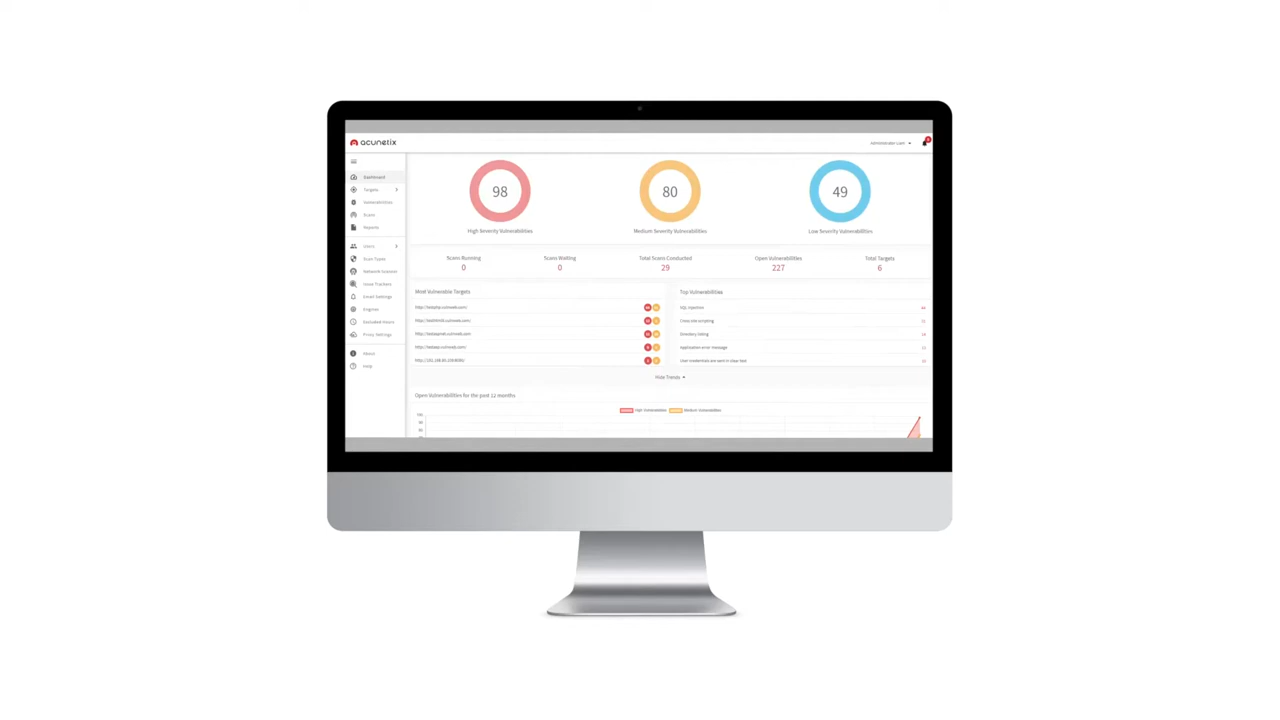 acunetix
Administrator Liam
Dashboard
Targets
Vulnerabilities
Scans
Reports
Users
Scan Types
Network Scanner
Issue Trackers
Email Settings
Engines
Excluded Hours
Proxy Settings
About
Help
98
80
49
High Severity Vulnerabilities
Medium Severity Vulnerabilities
Low Severity Vulnerabilities
Scans Running
Scans Waiting
Total Scans Conducted
Open Vulnerabilities
Total Targets
0
0
29
227
6
Most Vulnerable Targets
Top Vulnerabilities
SQL injection
Cross site scripting
Directory listing
Application error message
User credentials are sent in clear text
Hide Trends
Open Vulnerabilities for the past 12 months
High Vulnerabilities
Medium Vulnerabilities